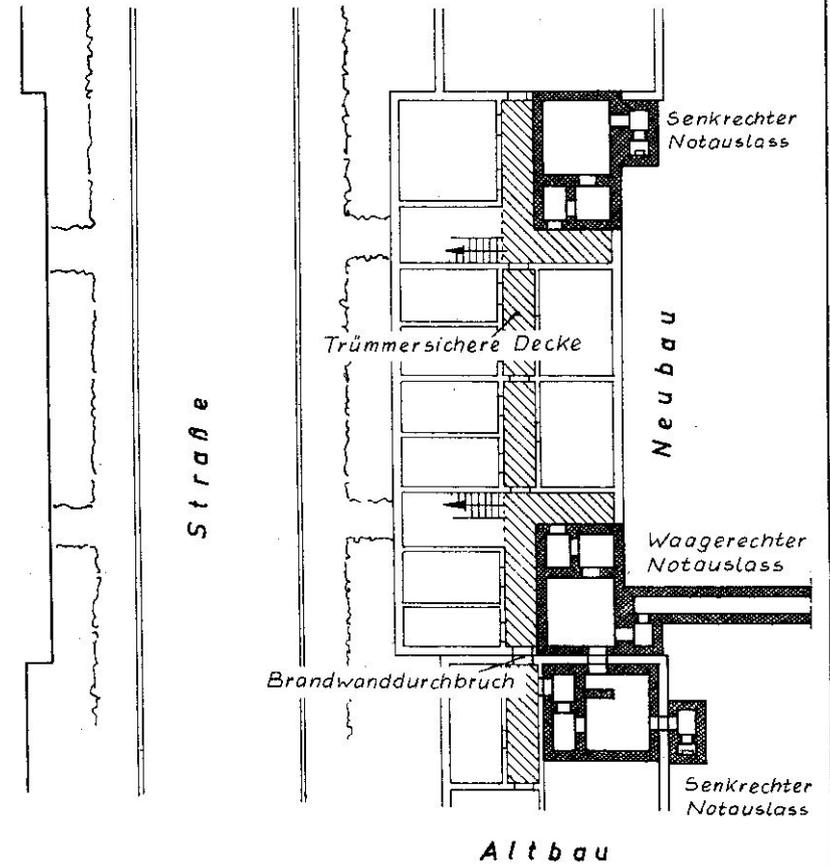 Senkrechter
Notauslass
Trümmersichere Decke
Neubau
Straße
Waagerechter
Notauslass
Brandwanddurchbruch
Senkrechter
Notauslass
Altbau